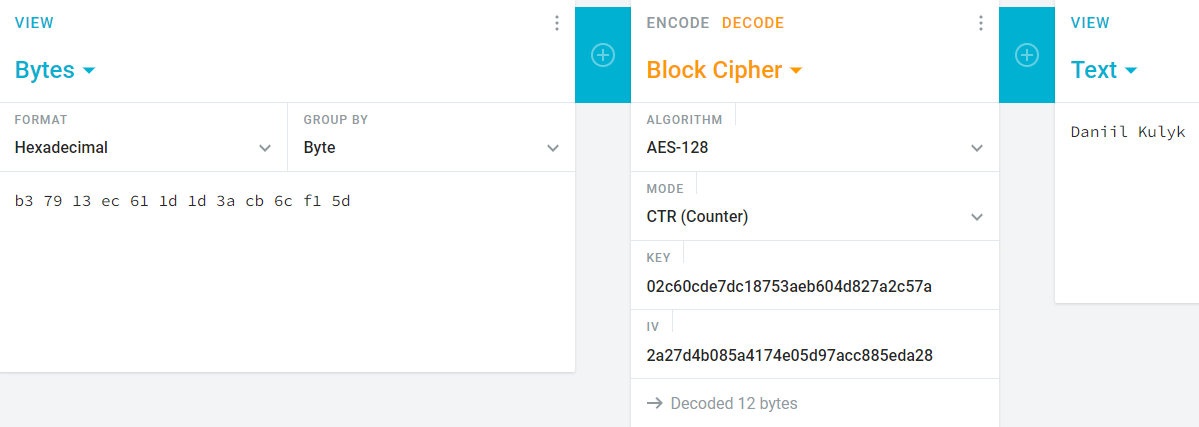 VIEW
Bytes
FORMAT
Hexadecimal
GROUP BY
Byte
b3 79 13 ec 61 1d 1d 3a cb 6c f1 5d
ENCODE DECODE
Block Cipher
ALGORITHM
AES-128
MODE
CTR (Counter)
KEY
02c60cde7dc18753aeb604d827a2c57a
IV
2a27d4b085a4174e05d97acc885eda28
→ Decoded 12 bytes
VIEW
Text
Daniil Kulyk